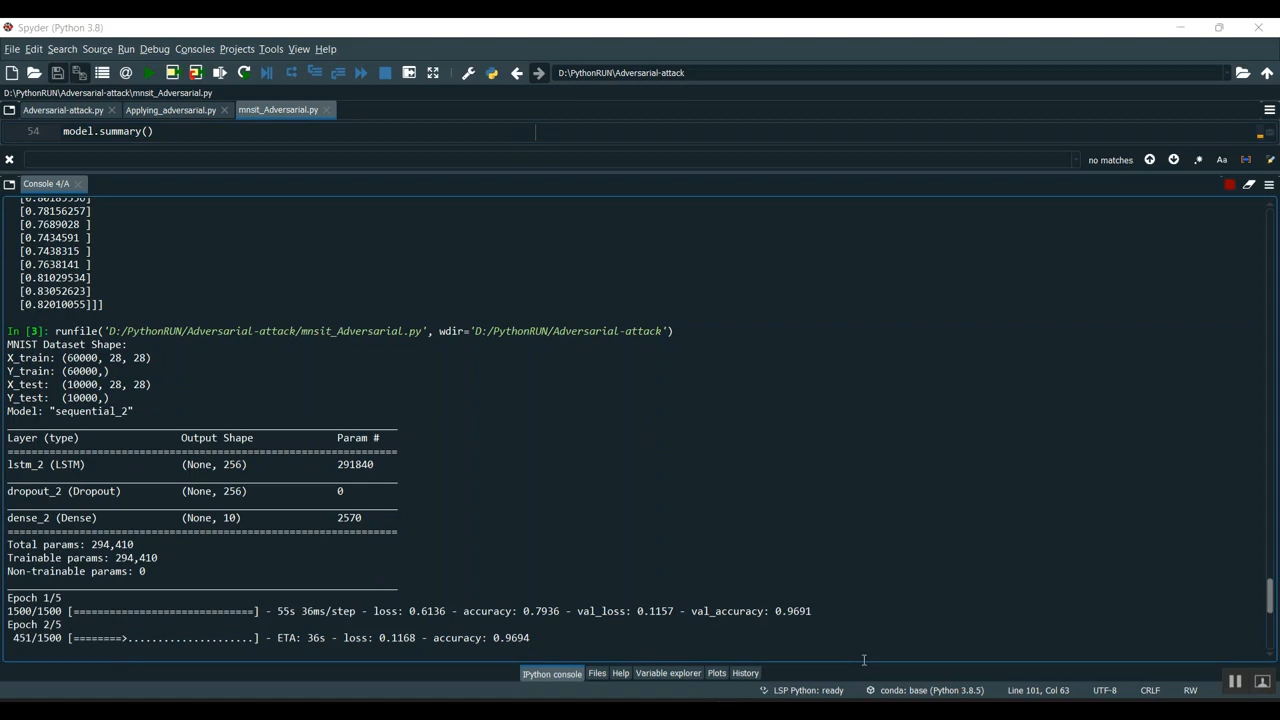 Spyder (Python 3.8)
File Edit Search Source Run Debug Consoles Projects Tools View Help
D:\PythonRUN\Adversarial-attack
D:\PythonRUN\Adversarial-attack\mnsit_Adversarial.py
Adversarial-attack.py Applying_adversarial.py mnsit_Adversarial.py
54 model.summary()
no matches .* Aa
Console 4/A
[0.78156257]
[0.7689028 ]
[0.7434591 ]
[0.7438315 ]
[0.7638141 ]
[0.81029534]
[0.83052623]
[0.82010055]]]
In [3]: runfile('D:/PythonRUN/Adversarial-attack/mnsit_Adversarial.py', wdir='D:/PythonRUN/Adversarial-attack')
MNIST Dataset Shape:
X_train: (60000, 28, 28)
Y_train: (60000,)
X_test:  (10000, 28, 28)
Y_test:  (10000,)
Model: "sequential_2"
Layer (type) Output Shape Param #
=================================================================
lstm_2 (LSTM) (None, 256) 291840
dropout_2 (Dropout) (None, 256) 0
dense_2 (Dense) (None, 10) 2570
=================================================================
Total params: 294,410
Trainable params: 294,410
Non-trainable params: 0
Epoch 1/5
1500/1500 [==============================] - 55s 36ms/step - loss: 0.6136 - accuracy: 0.7936 - val_loss: 0.1157 - val_accuracy: 0.9691
Epoch 2/5
451/1500 [========>.....................] - ETA: 36s - loss: 0.1168 - accuracy: 0.9694
IPython console Files Help Variable explorer Plots History
LSP Python: ready conda: base (Python 3.8.5) Line 101, Col 63 UTF-8 CRLF RW